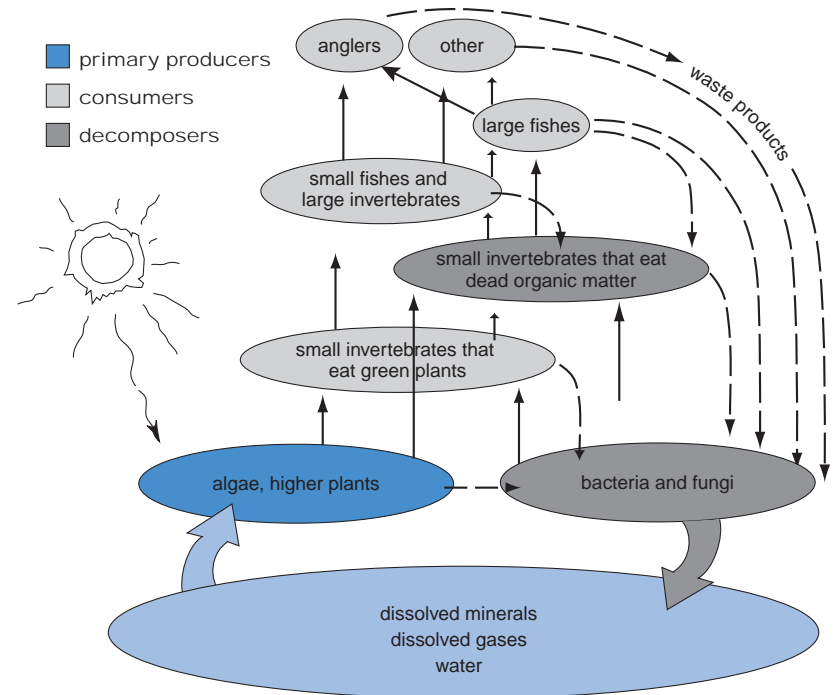 primary producers
consumers
decomposers
anglers
other
waste products
large fishes
small fishes and
large invertebrates
small invertebrates that eat
dead organic matter
small invertebrates that
eat green plants
algae, higher plants
bacteria and fungi
dissolved minerals
dissolved gases
water